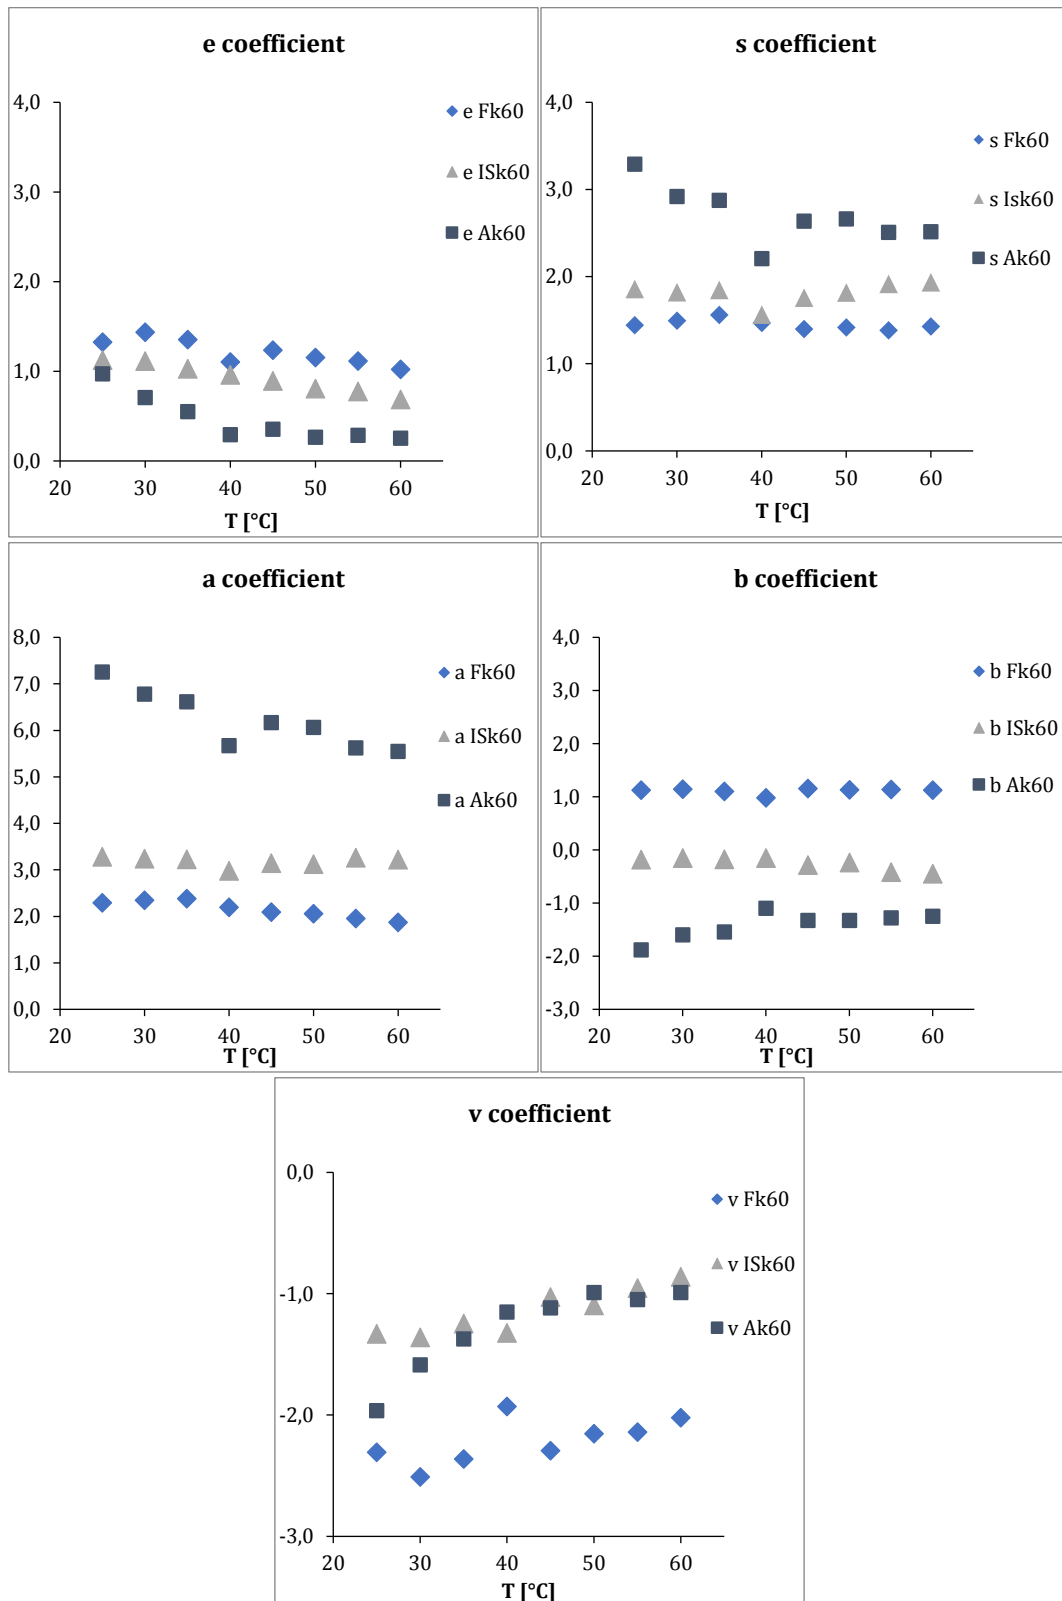 e coefficient
4,0
3,0
2,0
1,0
0,0
20 30 40 50 60
T [°C]
e Fk60
e ISk60
e Ak60
s coefficient
4,0
3,0
2,0
1,0
0,0
20 30 40 50 60
T [°C]
s Fk60
s Isk60
s Ak60
a coefficient
8,0
7,0
6,0
5,0
4,0
3,0
2,0
1,0
0,0
20 30 40 50 60
T [°C]
a Fk60
a ISk60
a Ak60
b coefficient
4,0
3,0
2,0
1,0
0,0
-1,0
-2,0
-3,0
20 30 40 50 60
T [°C]
b Fk60
b ISk60
b Ak60
v coefficient
0,0
-1,0
-2,0
-3,0
20 30 40 50 60
T [°C]
v Fk60
v ISk60
v Ak60